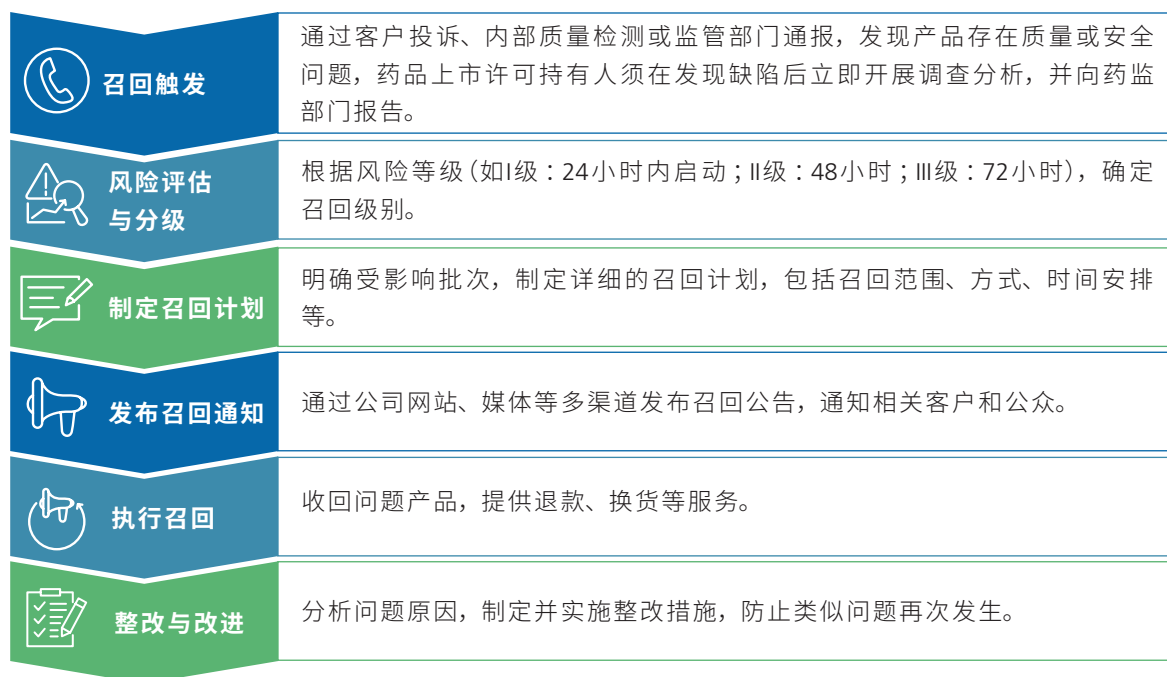 召回触发
通过客户投诉、内部质量检测或监管部门通报，发现产品存在质量或安全
问题，药品上市许可持有人须在发现缺陷后立即开展调查分析，并向药监
部门报告。
风险评估
与分级
根据风险等级（如I级：24小时内启动；II级：48小时；III级：72小时），确定
召回级别。
制定召回计划
明确受影响批次，制定详细的召回计划，包括召回范围、方式、时间安排
等。
发布召回通知
通过公司网站、媒体等多渠道发布召回公告，通知相关客户和公众。
执行召回
收回问题产品，提供退款、换货等服务。
整改与改进
分析问题原因，制定并实施整改措施，防止类似问题再次发生。